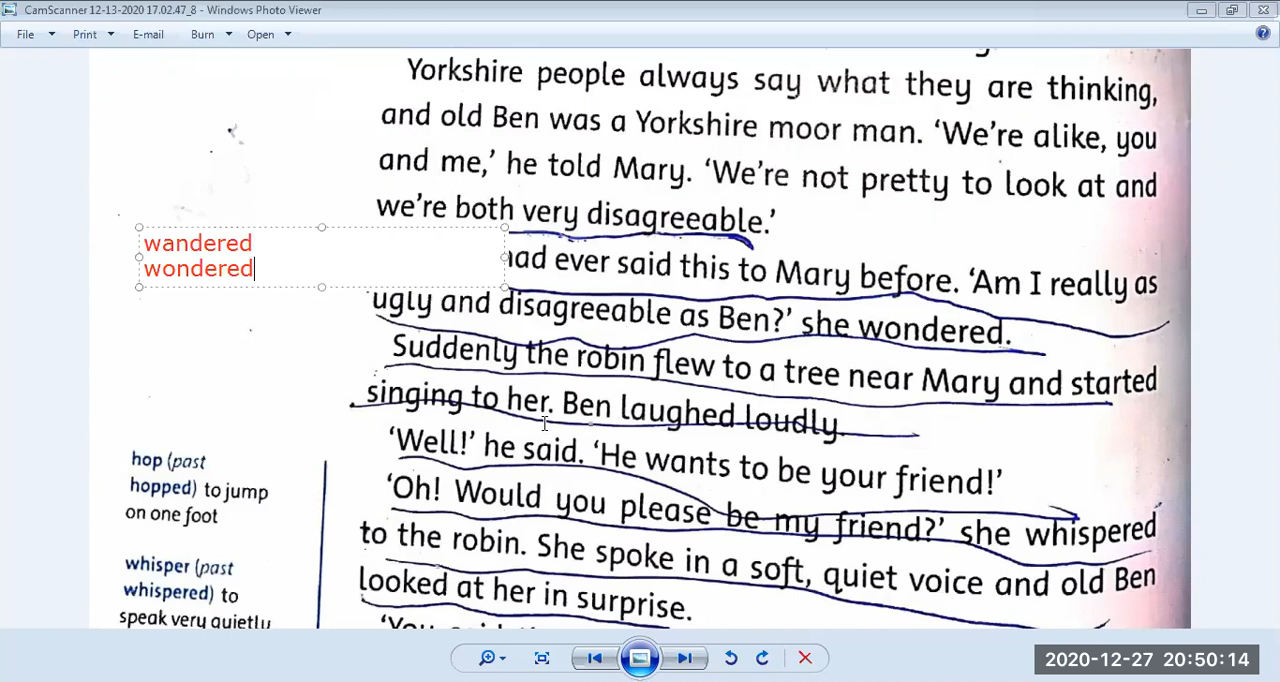 CamScanner 12-13-2020 17.02.47_8 - Windows Photo Viewer
File Print E-mail Burn Open
Yorkshire people always say what they are thinking,
and old Ben was a Yorkshire moor man. ‘We’re alike, you
and me,’ he told Mary. ‘We’re not pretty to look at and
we’re both very disagreeable.’
wandered
wondered
had ever said this to Mary before. ‘Am I really as
ugly and disagreeable as Ben?’ she wondered.
Suddenly the robin flew to a tree near Mary and started
singing to her. Ben laughed loudly.
‘Well!’ he said. ‘He wants to be your friend!’
‘Oh! Would you please be my friend?’ she whispered
to the robin. She spoke in a soft, quiet voice and old Ben
looked at her in surprise.
hop (past
hopped) to jump
on one foot
whisper (past
whispered) to
speak very quietly
2020-12-27 20:50:14